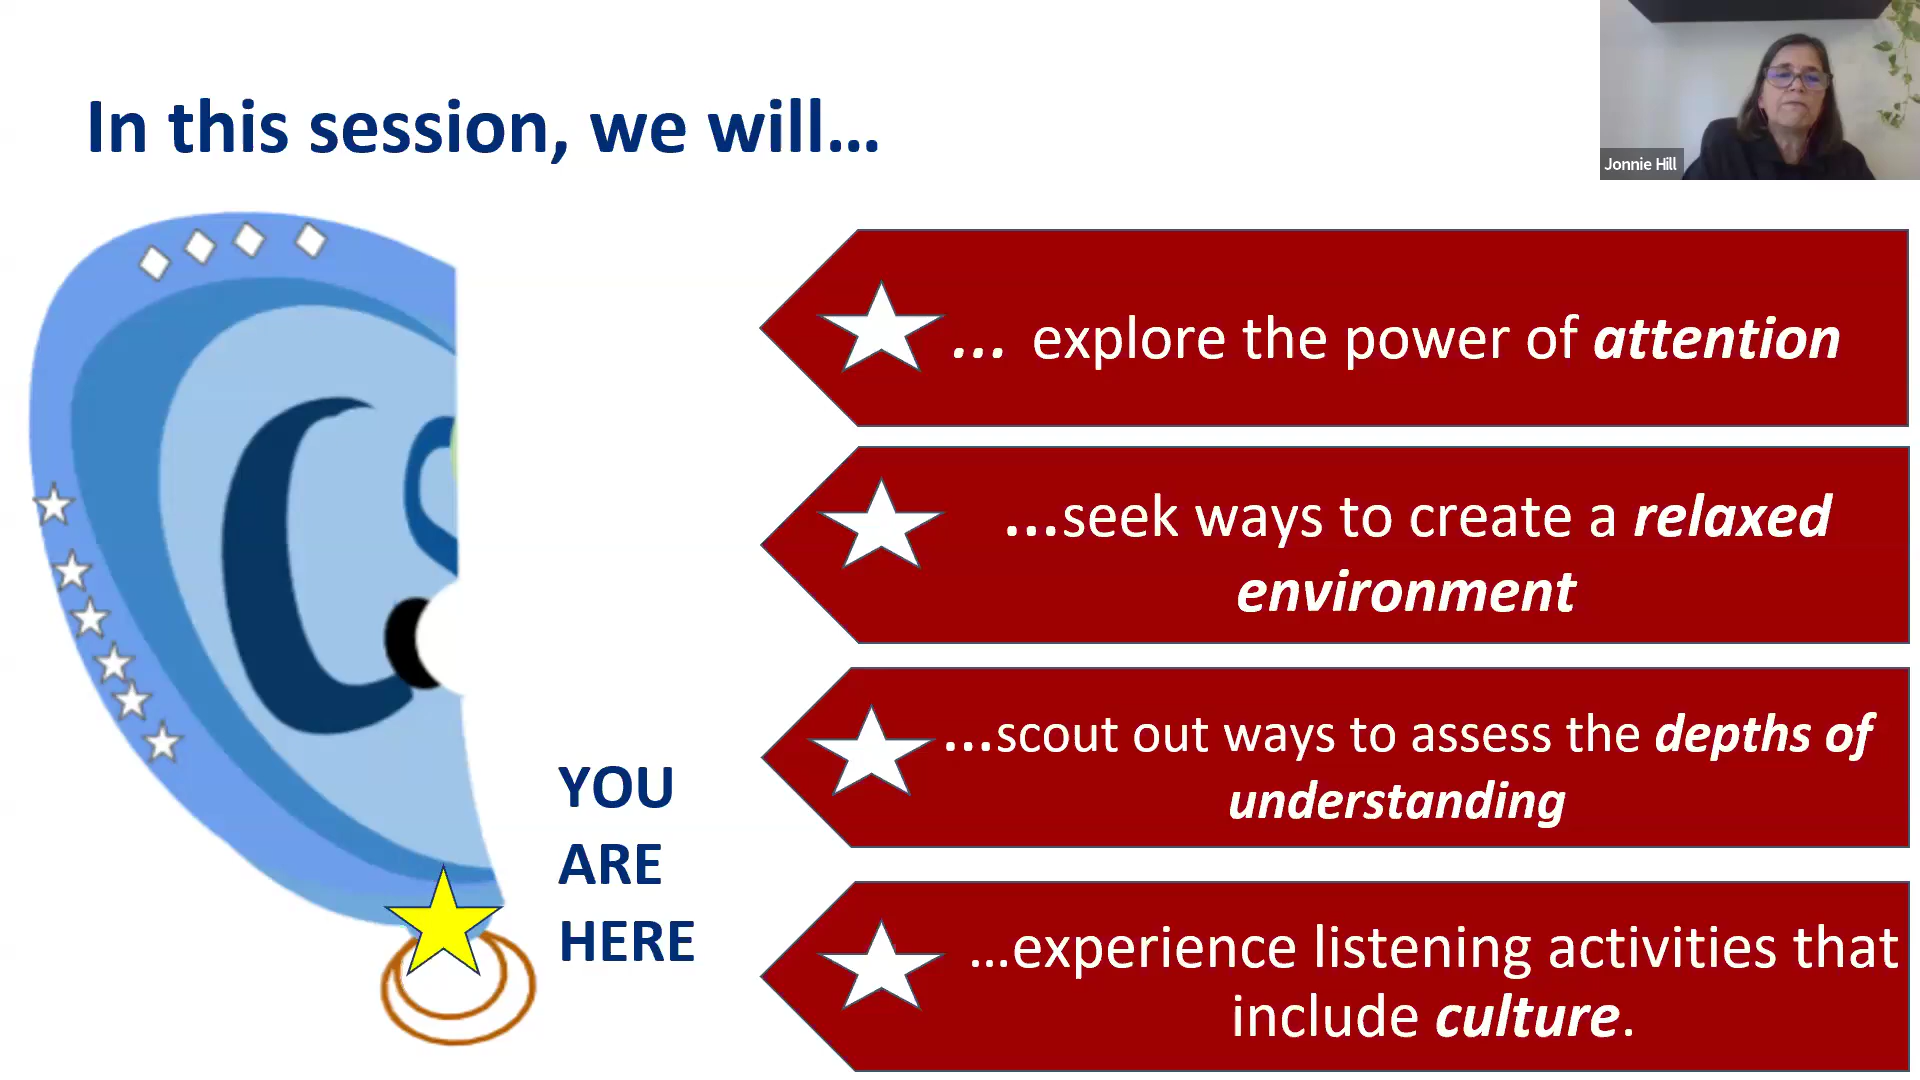 In this session, we will...
Jonnie Hill
... explore the power of attention
...seek ways to create a relaxed
environment
...scout out ways to assess the depths of
understanding
YOU
ARE
HERE
...experience listening activities that
include culture.